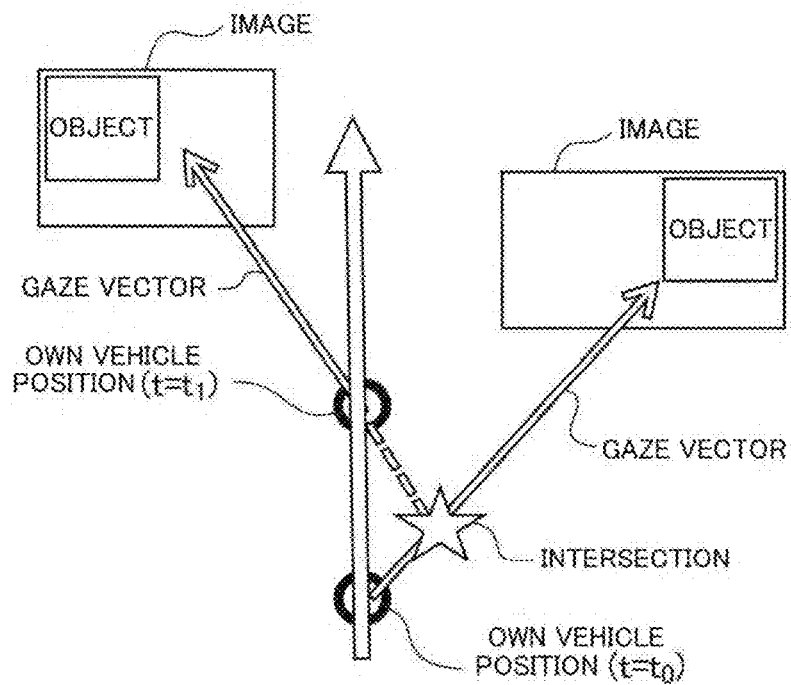 IMAGE
OBJECT
IMAGE
OBJECT
GAZE VECTOR
OWN VEHICLE
POSITION (t=t₁)
GAZE VECTOR
INTERSECTION
OWN VEHICLE
POSITION (t=t₀)